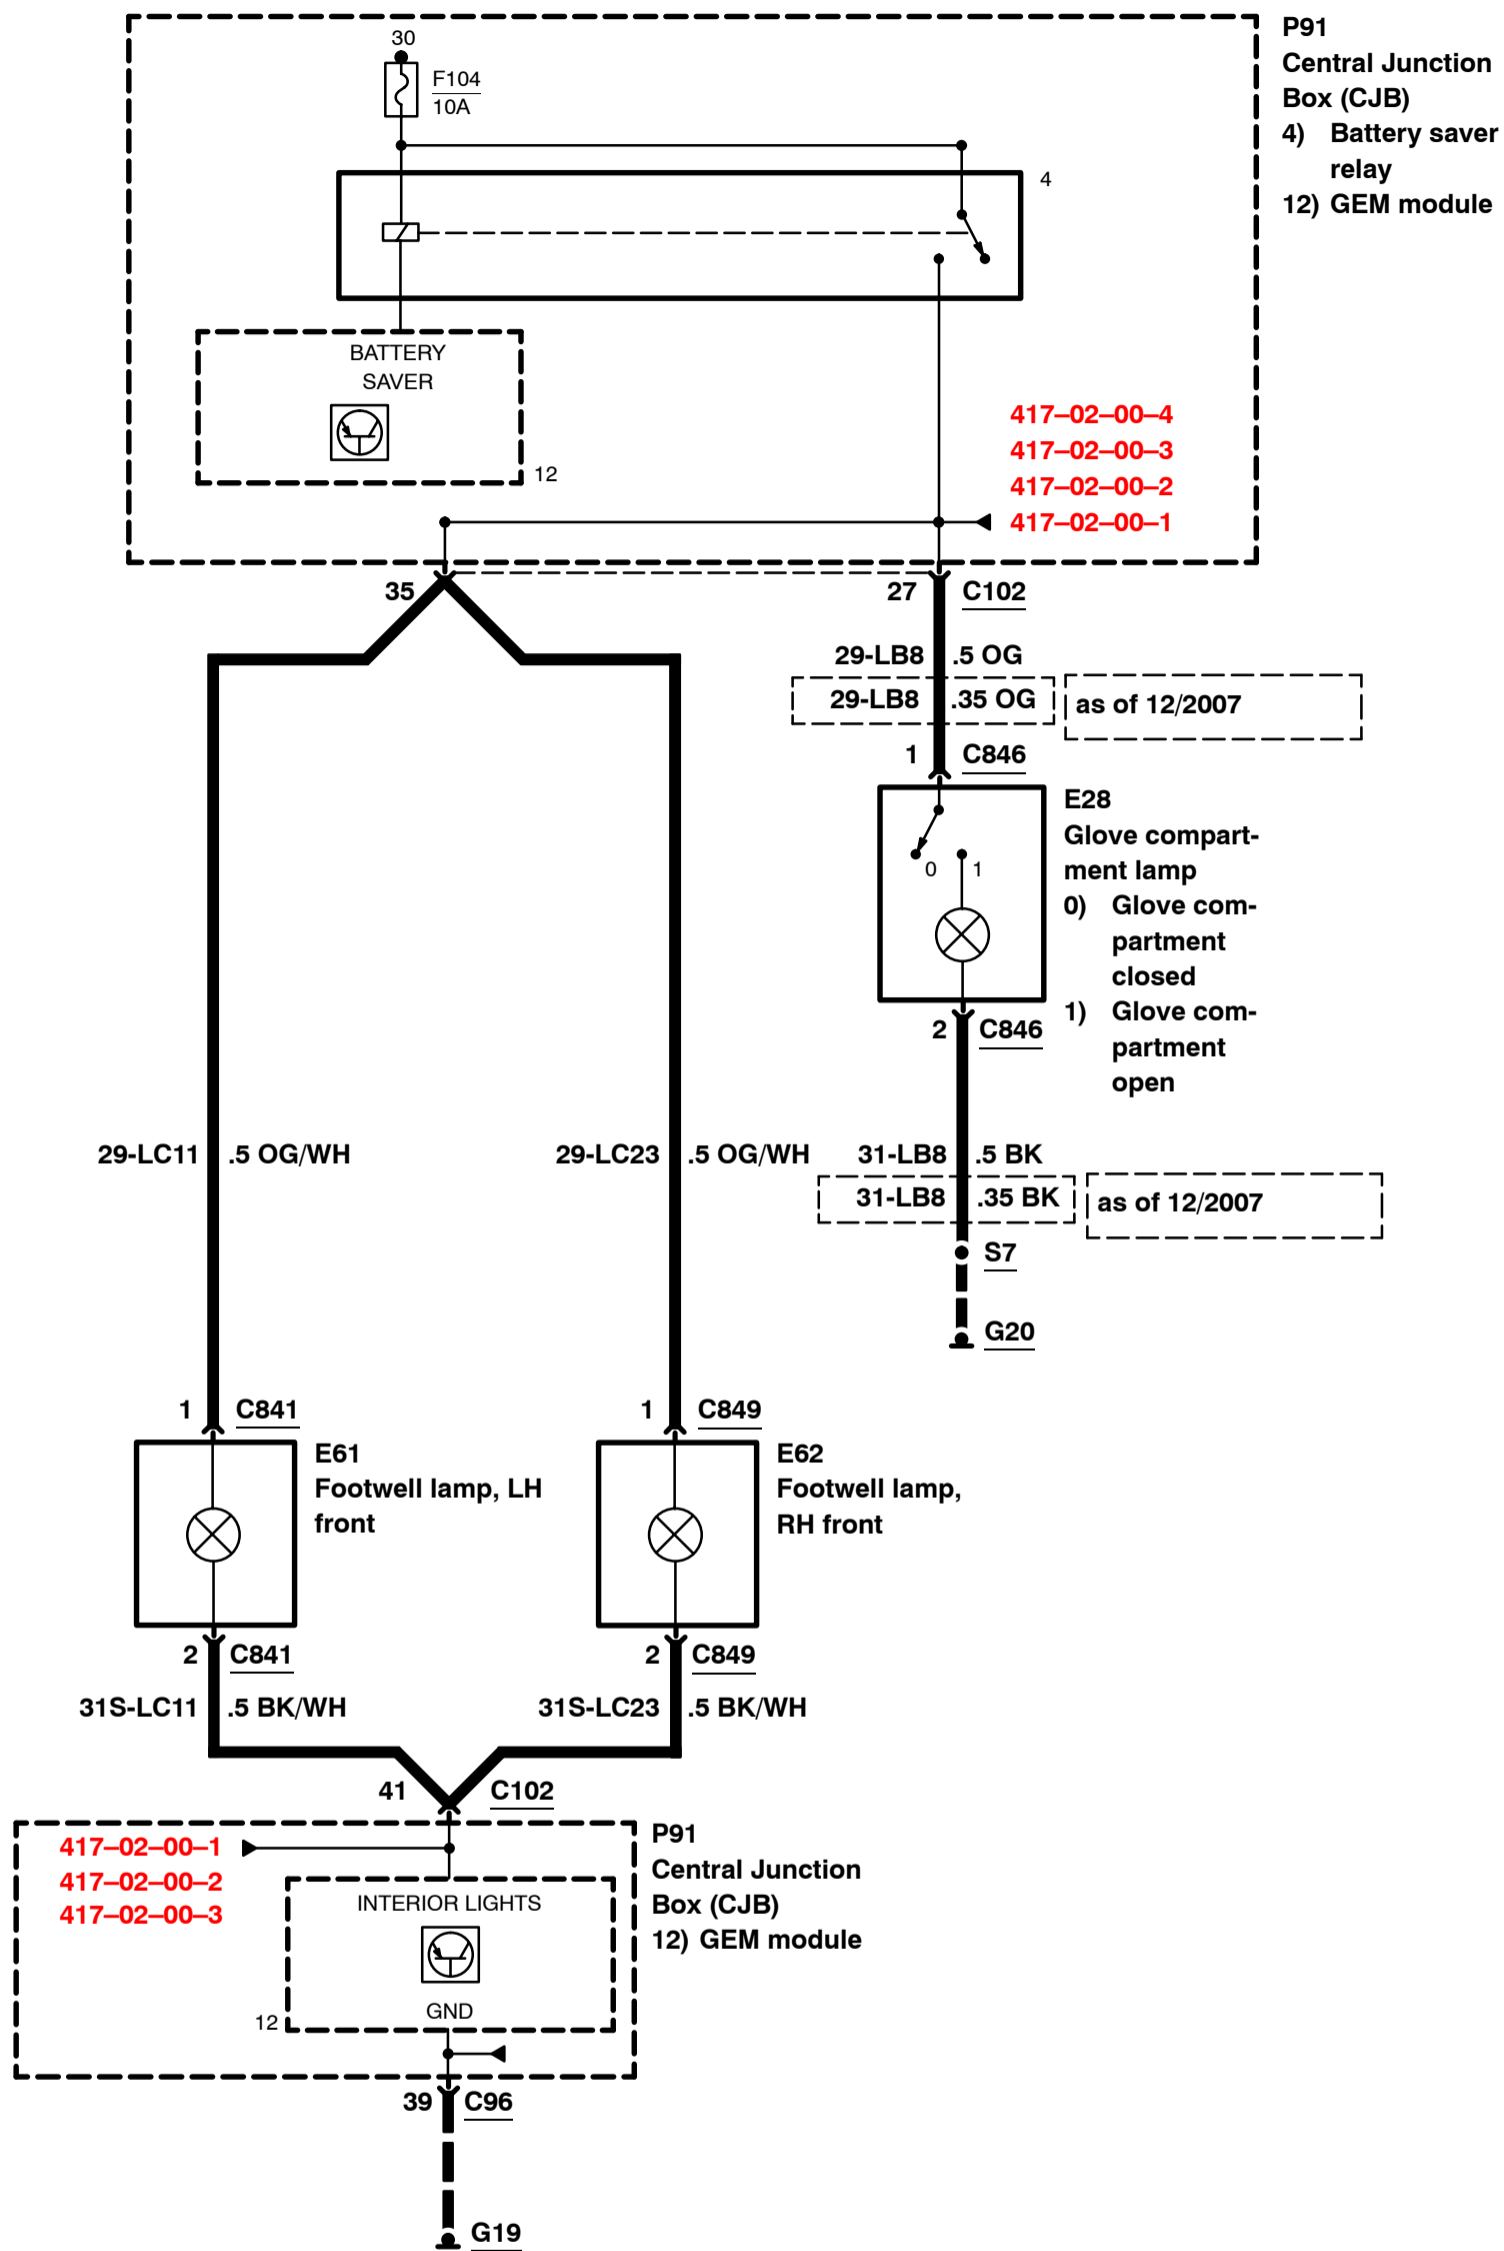 30
F104
10A
P91
Central Junction
Box (CJB)
4) Battery saver
relay
12) GEM module
4
BATTERY
SAVER
12
417–02–00–4
417–02–00–3
417–02–00–2
417–02–00–1
35
27 C102
29-LB8 .5 OG
29-LB8 .35 OG as of 12/2007
1 C846
E28
Glove compart-
ment lamp
0) Glove com-
partment
closed
1) Glove com-
partment
open
0 1
2 C846
29-LC11 .5 OG/WH 29-LC23 .5 OG/WH 31-LB8 .5 BK
31-LB8 .35 BK as of 12/2007
S7
G20
1 C841 1 C849
E61
Footwell lamp, LH
front
E62
Footwell lamp,
RH front
2 C841 2 C849
31S-LC11 .5 BK/WH 31S-LC23 .5 BK/WH
41 C102
417–02–00–1
417–02–00–2
417–02–00–3
P91
Central Junction
Box (CJB)
12) GEM module
INTERIOR LIGHTS
GND
12
39 C96
G19